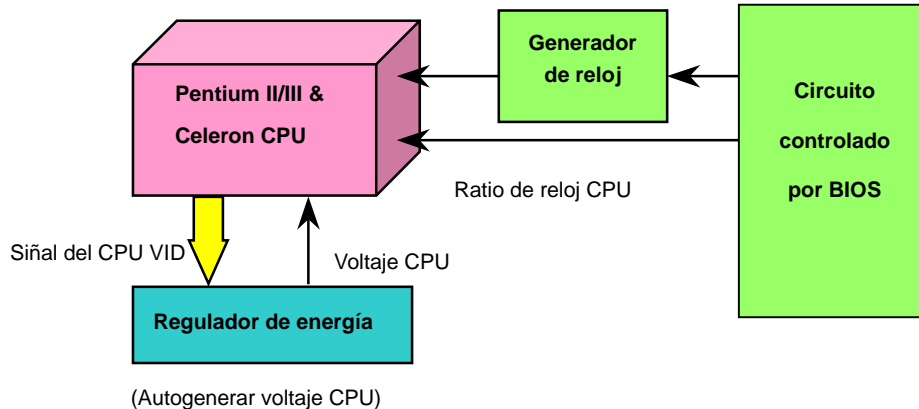 Generador
de reloj
Pentium II/III &
Celeron CPU
Circuito
controlado
por BIOS
Ratio de reloj CPU
Siñal del CPU VID
Voltaje CPU
Regulador de energía
(Autogenerar voltaje CPU)